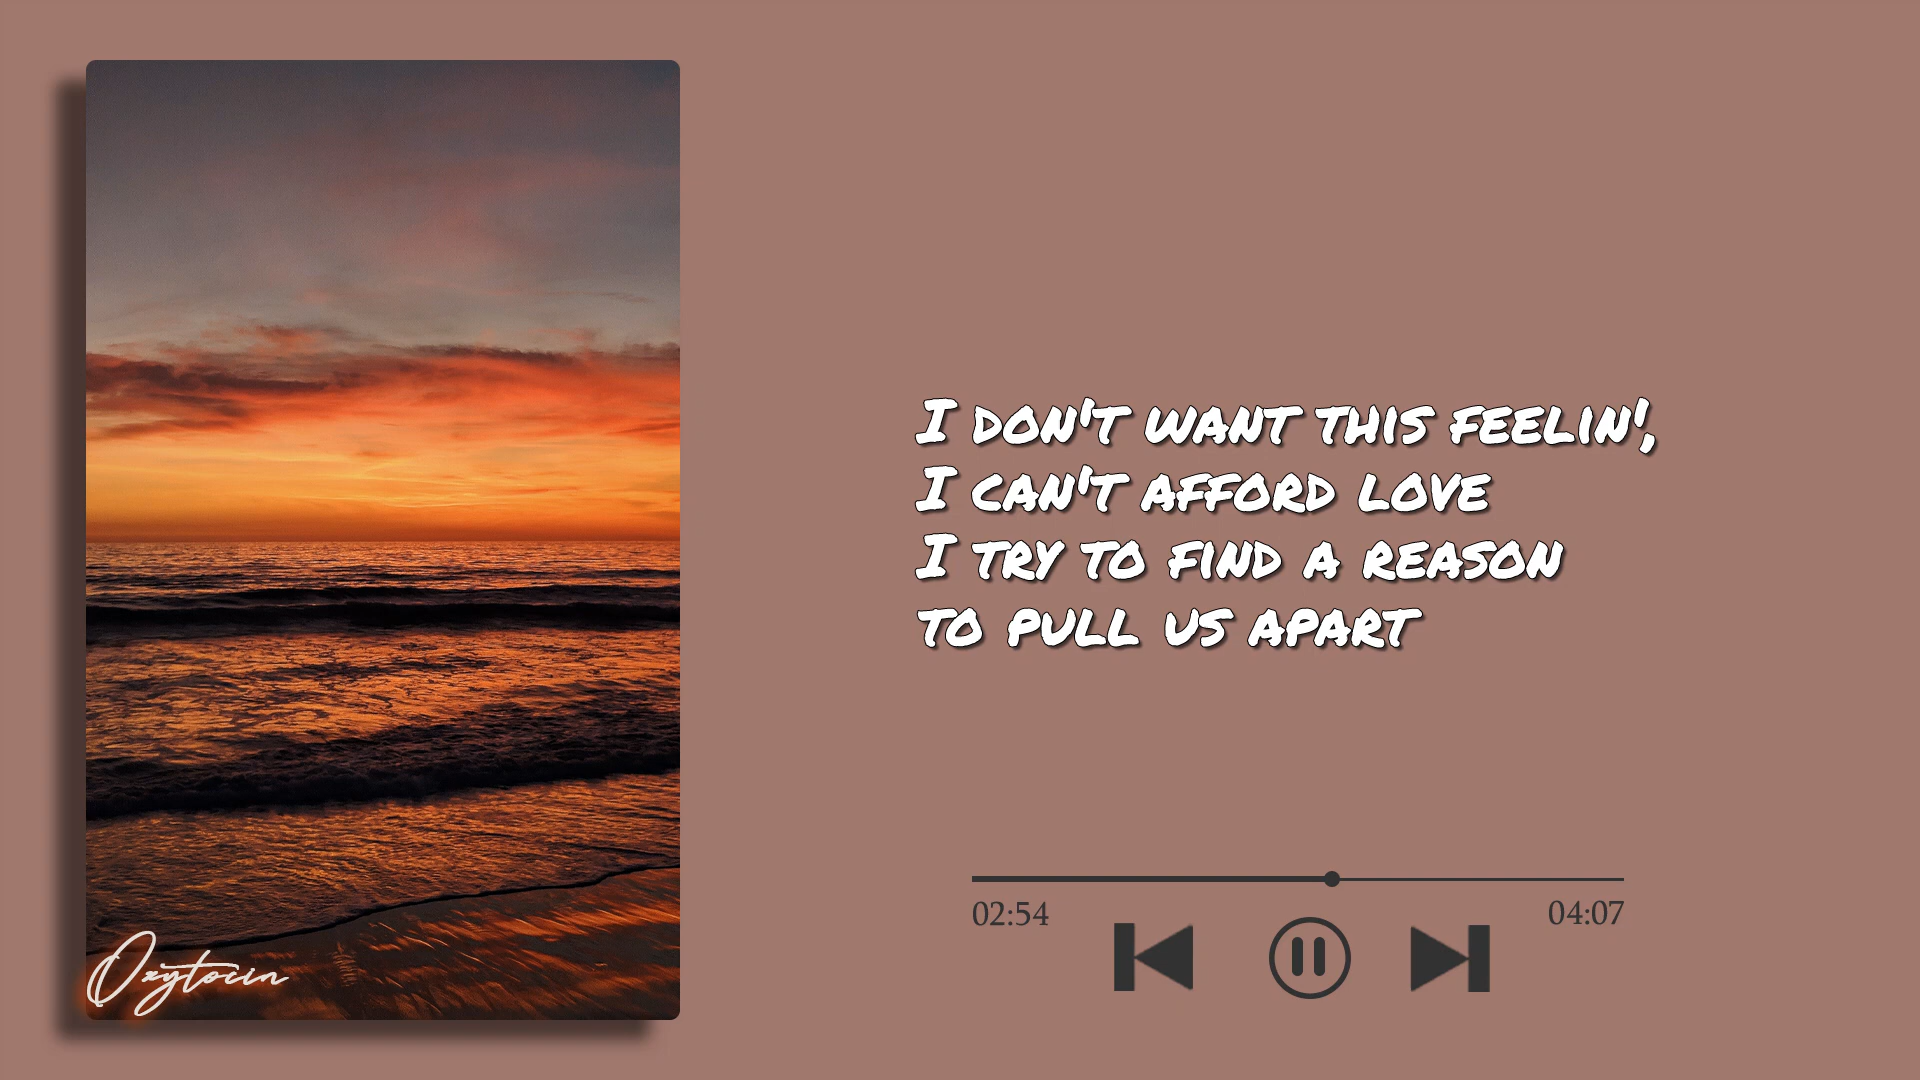 I DON'T WANT THIS FEELIN',
I CAN'T AFFORD LOVE
I TRY TO FIND A REASON
TO PULL US APART
02:54
04:07
Oxytocin